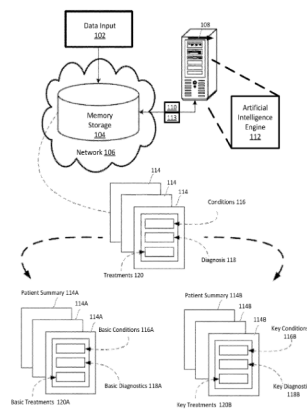 Data Input
102
108
Memory
Storage
104
Network 106
110
113
Artificial
Intelligence
Engine
112
114
114
114
Conditions 116
Diagnosis 118
Treatments 120
Patient Summary 114A
114A
114A
Basic Conditions 116A
Basic Diagnostics 118A
Basic Treatments 120A
Patient Summary 114B
114B
114B
Key Condition
116B
Key Diagnosi
118B
Key Treatments 120B